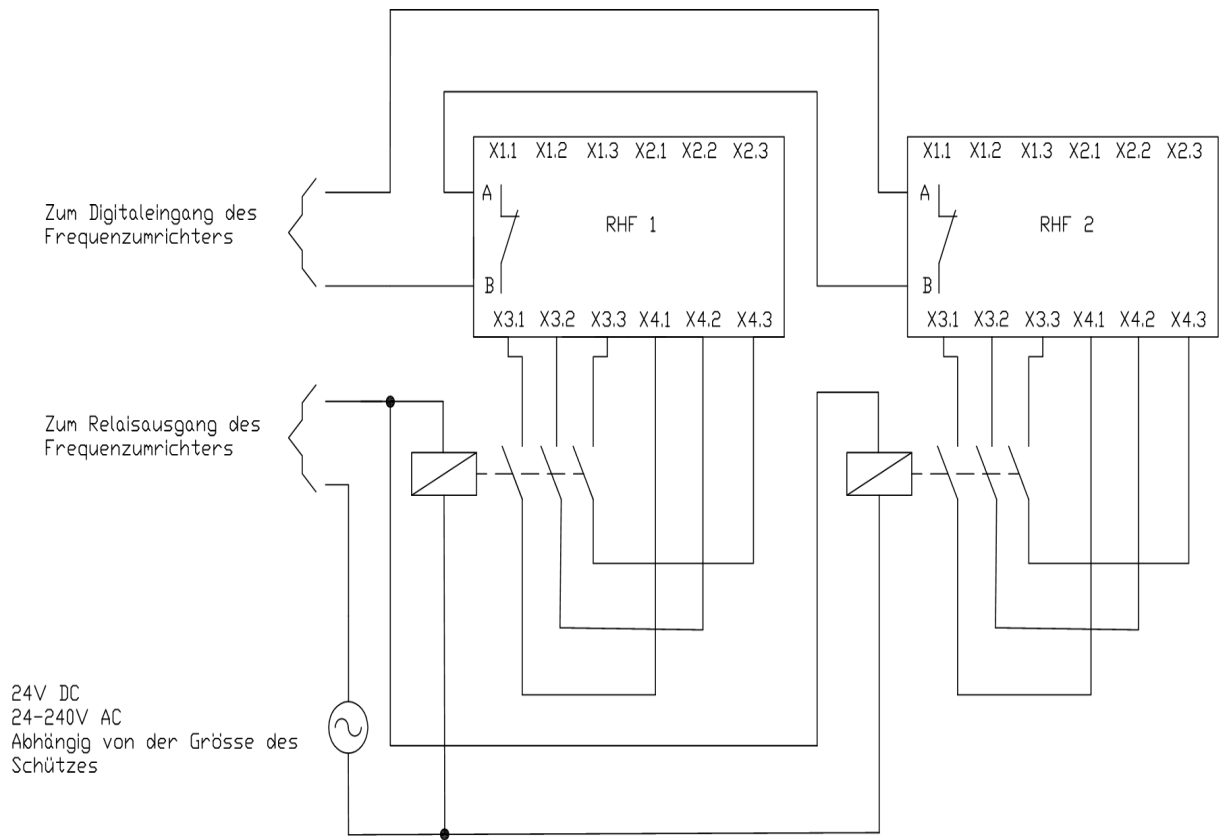 X1.1 X1.2 X1.3 X2.1 X2.2 X2.3
A
RHF 1
B
X3.1 X3.2 X3.3 X4.1 X4.2 X4.3
X1.1 X1.2 X1.3 X2.1 X2.2 X2.3
A
RHF 2
B
X3.1 X3.2 X3.3 X4.1 X4.2 X4.3
Zum Digitaleingang des
Frequenzumrichters
Zum Relaisausgang des
Frequenzumrichters
24V DC
24-240V AC
Abhängig von der Grösse des
Schützes